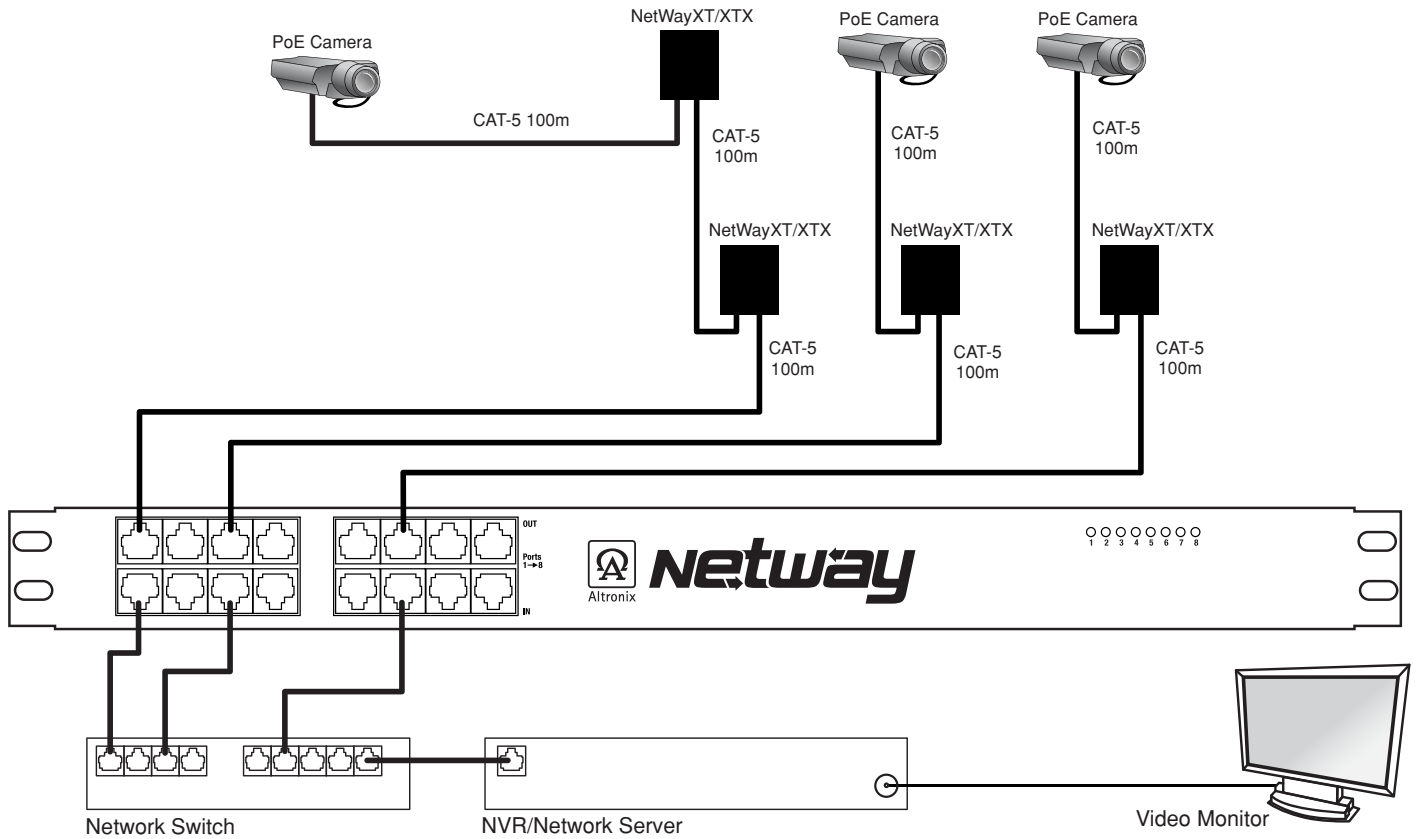 NetWayXT/XTX
PoE Camera
PoE Camera
PoE Camera
CAT-5 100m
CAT-5
100m
CAT-5
100m
CAT-5
100m
NetWayXT/XTX
NetWayXT/XTX
NetWayXT/XTX
CAT-5
100m
CAT-5
100m
CAT-5
100m
OUT
Ports
1→8
IN
Altronix
Netway
1 2 3 4 5 6 7 8
Network Switch
NVR/Network Server
Video Monitor